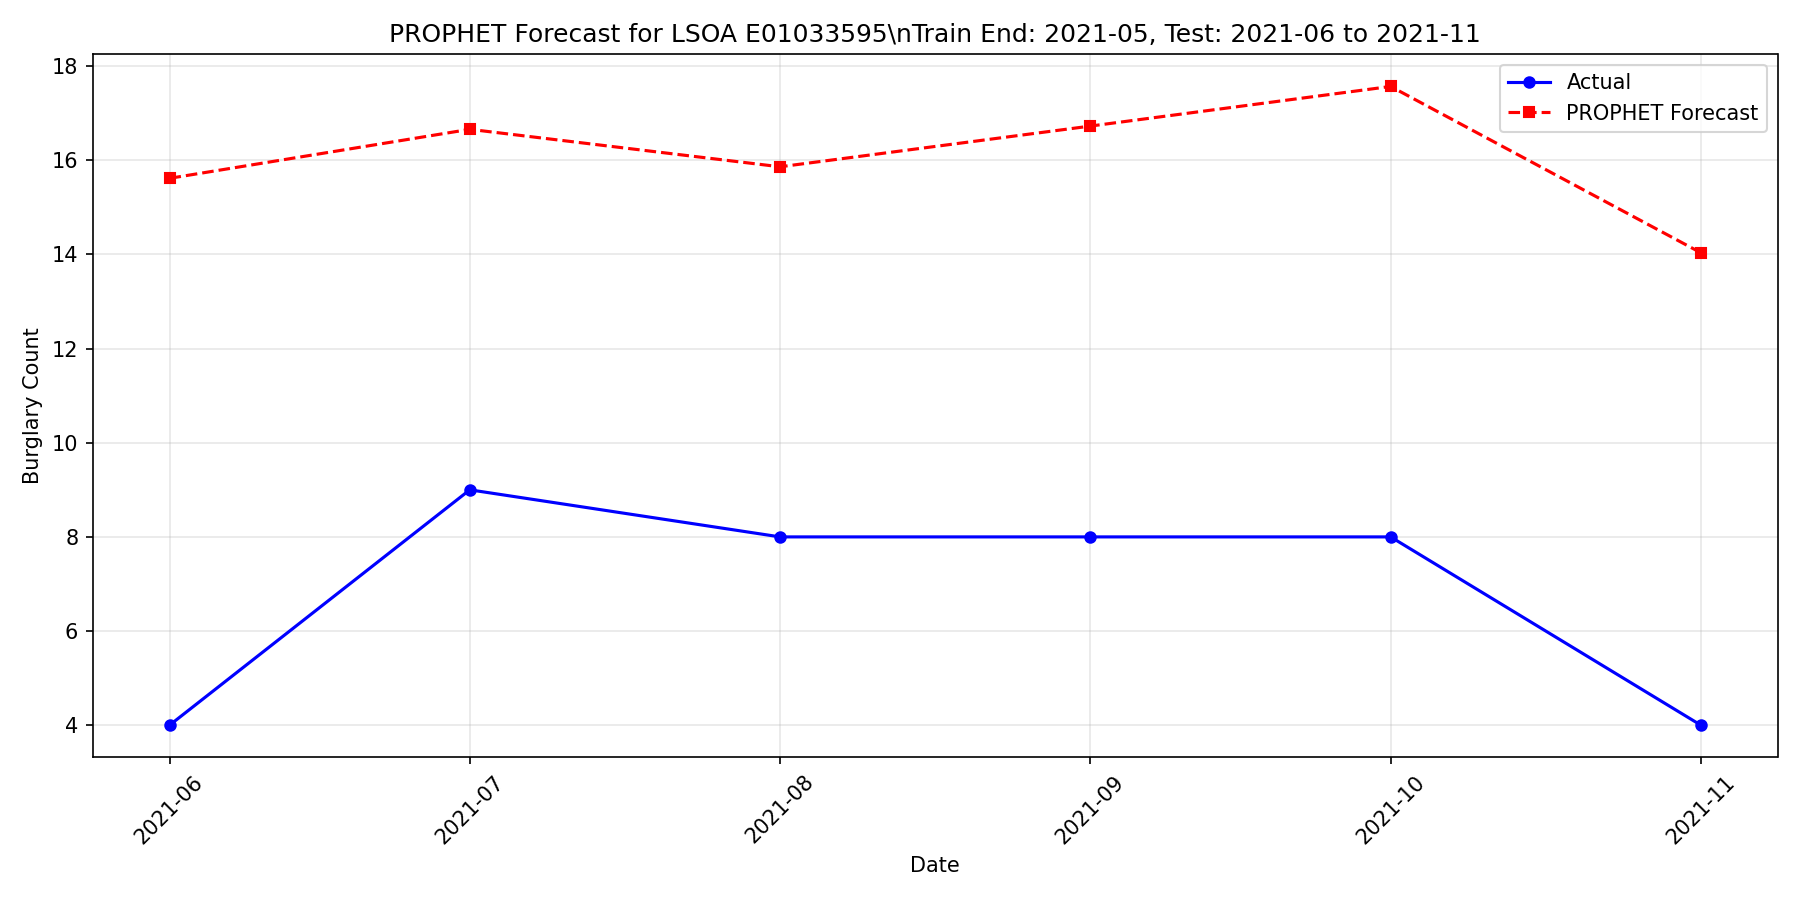 PROPHET Forecast for LSOA E01033595\nTrain End: 2021-05, Test: 2021-06 to 2021-11
Actual
PROPHET Forecast
Burglary Count
18
16
14
12
10
8
6
4
2021-06
2021-07
2021-08
2021-09
2021-10
2021-11
Date